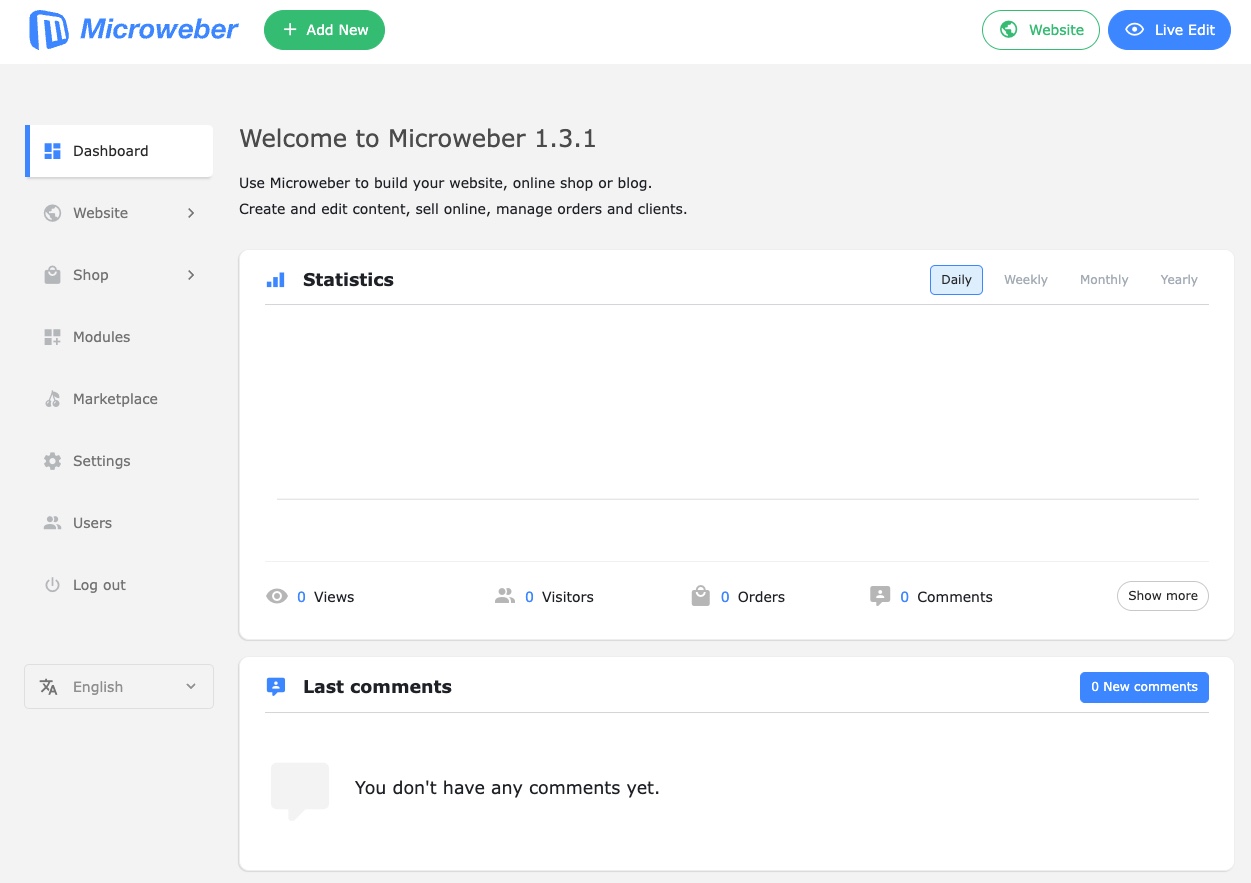 Microweber
Add New
Website
Live Edit
Dashboard
Website
Shop
Modules
Marketplace
Settings
Users
Log out
English
Welcome to Microweber 1.3.1
Use Microweber to build your website, online shop or blog.
Create and edit content, sell online, manage orders and clients.
Statistics
Daily
Weekly
Monthly
Yearly
0 Views
0 Visitors
0 Orders
0 Comments
Show more
Last comments
0 New comments
You don't have any comments yet.